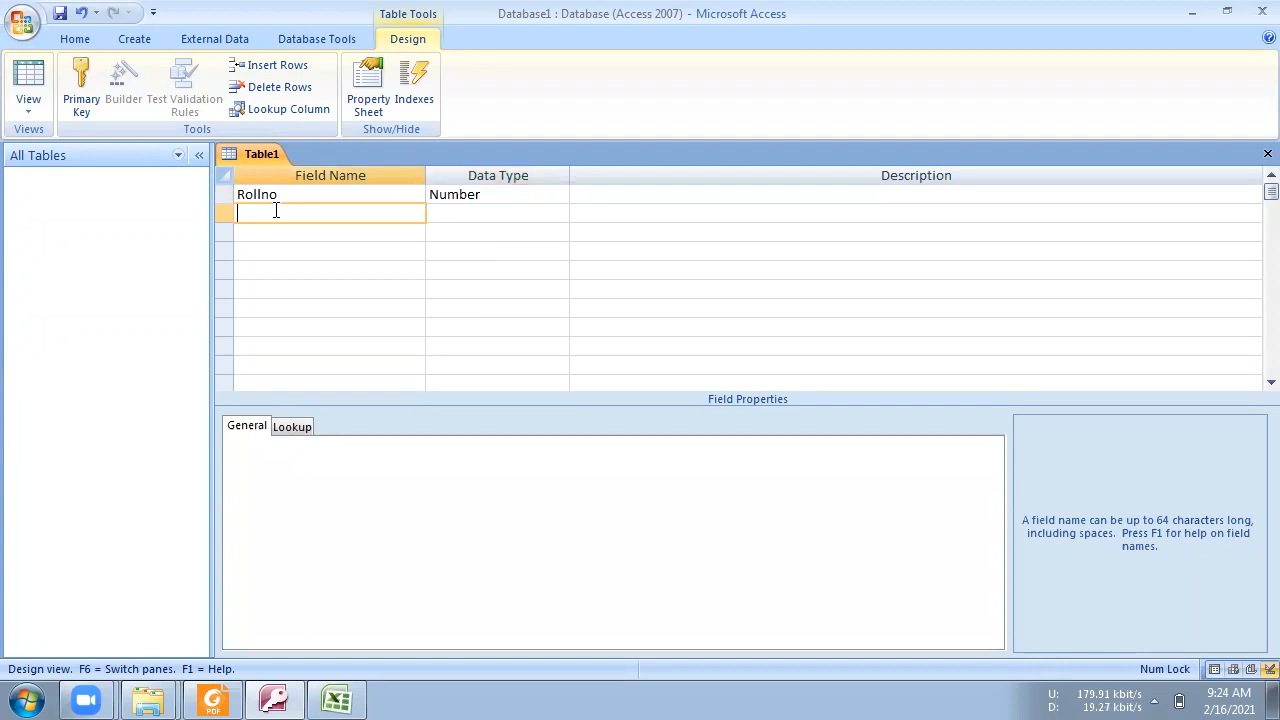 Table Tools
Database1 : Database (Access 2007) - Microsoft Access
Home
Create
External Data
Database Tools
Design
View
Primary
Key
Builder
Test Validation
Rules
Insert Rows
Delete Rows
Lookup Column
Property
Sheet
Indexes
Views
Tools
Show/Hide
All Tables
Table1
Field Name
Data Type
Description
Rollno
Number
Field Properties
General
Lookup
A field name can be up to 64 characters long,
including spaces. Press F1 for help on field
names.
Design view. F6 = Switch panes. F1 = Help.
Num Lock
PDF
U: 179.91 kbit/s
D: 19.27 kbit/s
9:24 AM
2/16/2021